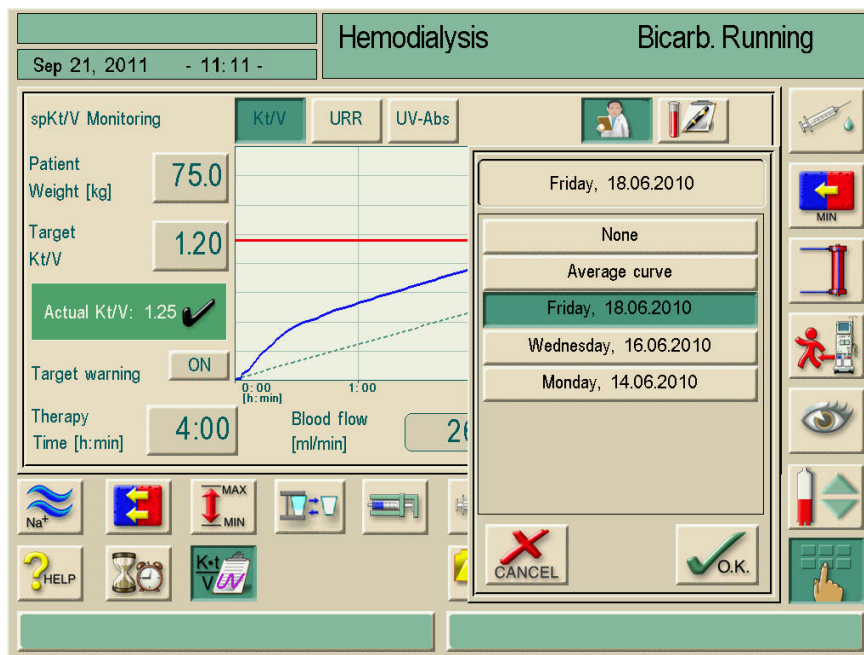 Hemodialysis
Bicarb. Running
Sep 21, 2011 - 11:11 -
spKt/V Monitoring
Kt/V
URR
UV-Abs
Patient
Weight [kg]
75.0
Target
Kt/V
1.20
Actual Kt/V: 1.25
Target warning
ON
Therapy
Time [h:min]
4:00
0:00
[h:min]
1:00
Blood flow
[ml/min]
Friday, 18.06.2010
None
Average curve
Friday, 18.06.2010
Wednesday, 16.06.2010
Monday, 14.06.2010
CANCEL
O.K.
MIN
Na+
MAX
MIN
HELP
K•t
V
UV